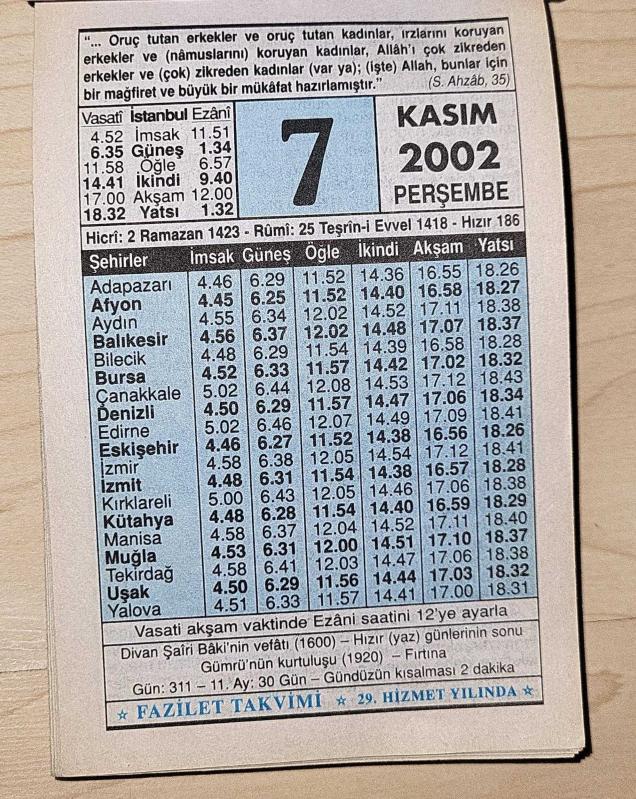 "... Oruç tutan erkekler ve oruç tutan kadınlar, ırzlarını koruyan
erkekler ve (nâmuslarını) koruyan kadınlar, Allâh'ı çok zikreden
erkekler ve (çok) zikreden kadınlar (var ya); (işte) Allah, bunlar için
bir mağfiret ve büyük bir mükâfat hazırlamıştır." (S. Ahzâb, 35)
Vasatî İstanbul Ezânî
4.52 İmsak 11.51
6.35 Güneş 1.34
11.58 Öğle 6.57
14.41 İkindi 9.40
17.00 Akşam 12.00
18.32 Yatsı 1.32
7
KASIM
2002
PERŞEMBE
Hicrî: 2 Ramazan 1423 - Rûmî: 25 Teşrîn-i Evvel 1418 - Hızır 186
Şehirler İmsak Güneş Öğle İkindi Akşam Yatsı
Adapazarı 4.46 6.29 11.52 14.36 16.55 18.26
Afyon 4.45 6.25 11.52 14.40 16.58 18.27
Aydın 4.55 6.34 12.02 14.52 17.11 18.38
Balıkesir 4.56 6.37 12.02 14.48 17.07 18.37
Bilecik 4.48 6.29 11.54 14.39 16.58 18.28
Bursa 4.52 6.33 11.57 14.42 17.02 18.32
Çanakkale 5.02 6.44 12.08 14.53 17.12 18.43
Denizli 4.50 6.29 11.57 14.47 17.06 18.34
Edirne 5.02 6.46 12.07 14.49 17.09 18.41
Eskişehir 4.46 6.27 11.52 14.38 16.56 18.26
İzmir 4.58 6.38 12.05 14.54 17.12 18.41
İzmit 4.48 6.31 11.54 14.38 16.57 18.28
Kırklareli 5.00 6.43 12.05 14.46 17.06 18.38
Kütahya 4.48 6.28 11.54 14.40 16.59 18.29
Manisa 4.58 6.37 12.04 14.52 17.11 18.40
Muğla 4.53 6.31 12.00 14.51 17.10 18.37
Tekirdağ 4.58 6.41 12.03 14.47 17.06 18.38
Uşak 4.50 6.29 11.56 14.44 17.03 18.32
Yalova 4.51 6.33 11.57 14.41 17.00 18.31
Vasati akşam vaktinde Ezâni saatini 12'ye ayarla
Divan Şaîri Bâki'nin vefâtı (1600) – Hızır (yaz) günlerinin sonu
Gümrü'nün kurtuluşu (1920) – Fırtına
Gün: 311 – 11. Ay: 30 Gün – Gündüzün kısalması 2 dakika
☆ FAZİLET TAKVİMİ ☆ 29. HİZMET YILINDA ☆